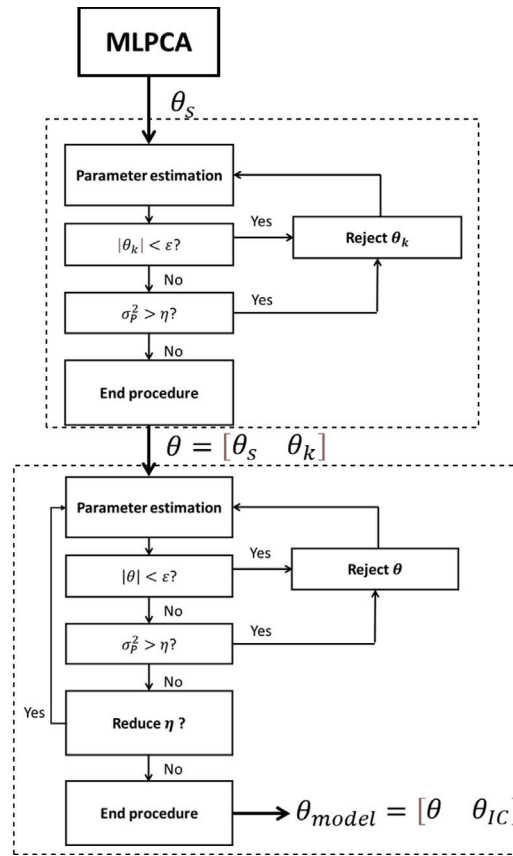 MLPCA
θ_s
Parameter estimation
|θ_k| < ε?
Yes
Reject θ_k
No
σ_P^2 > η?
Yes
No
End procedure
θ = [θ_s θ_k]
Parameter estimation
|θ| < ε?
Yes
Reject θ
No
σ_P^2 > η?
Yes
No
Yes
Reduce η ?
No
End procedure
θ_model = [θ θ_IC]